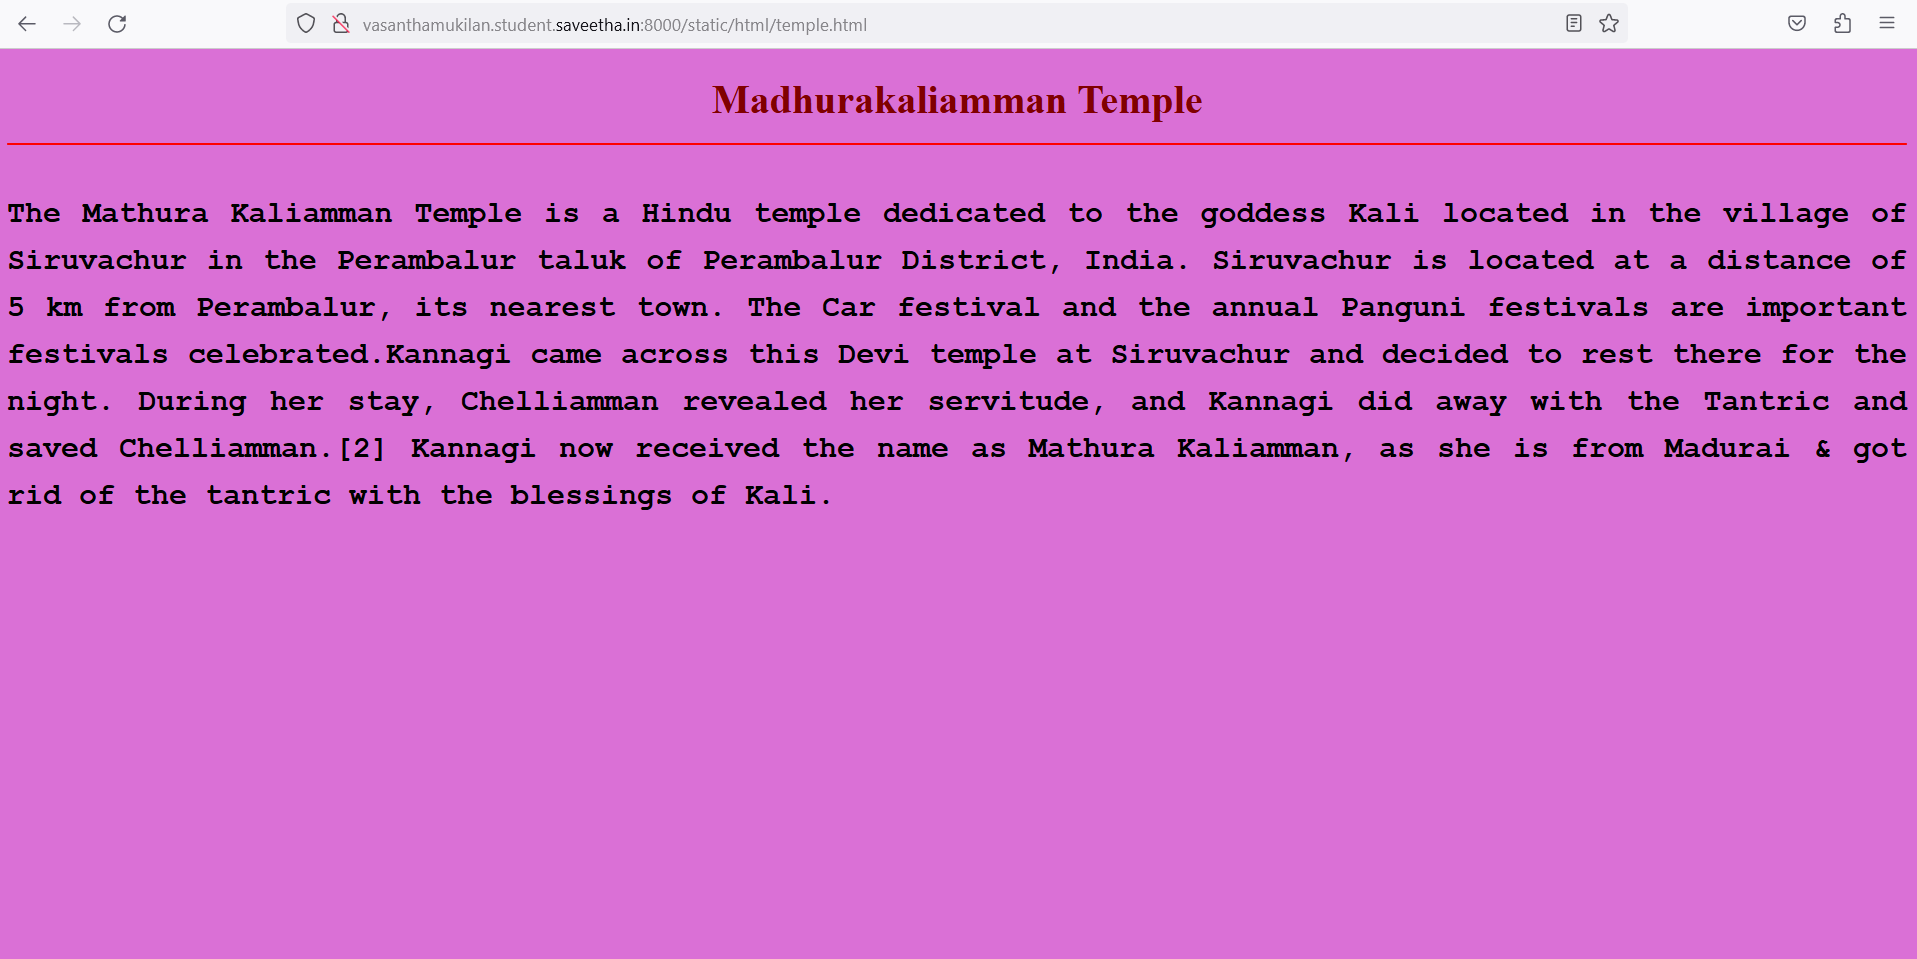 vasanthamukilan.student.saveetha.in:8000/static/html/temple.html
Madhurakaliamman Temple
The Mathura Kaliamman Temple is a Hindu temple dedicated to the goddess Kali located in the village of
Siruvachur in the Perambalur taluk of Perambalur District, India. Siruvachur is located at a distance of
5 km from Perambalur, its nearest town. The Car festival and the annual Panguni festivals are important
festivals celebrated.Kannagi came across this Devi temple at Siruvachur and decided to rest there for the
night. During her stay, Chelliamman revealed her servitude, and Kannagi did away with the Tantric and
saved Chelliamman.[2] Kannagi now received the name as Mathura Kaliamman, as she is from Madurai & got
rid of the tantric with the blessings of Kali.